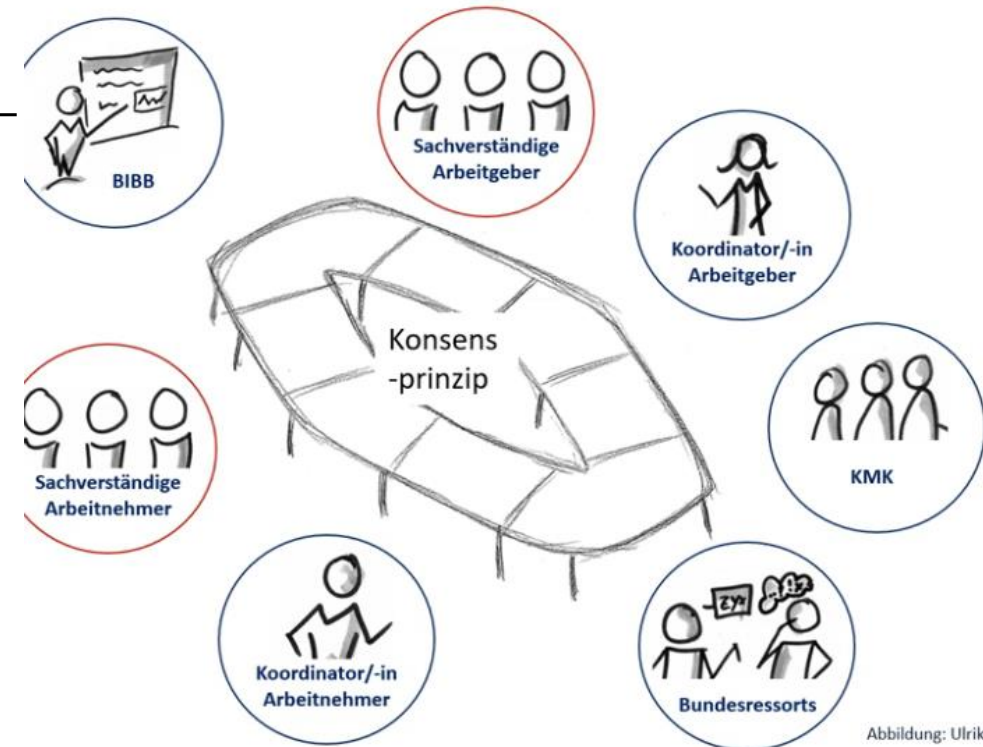 BIBB
Sachverständige
Arbeitgeber
Koordinator/-in
Arbeitgeber
Konsens
-prinzip
Sachverständige
Arbeitnehmer
KMK
Koordinator/-in
Arbeitnehmer
Bundesressorts
Abbildung: Ulrik